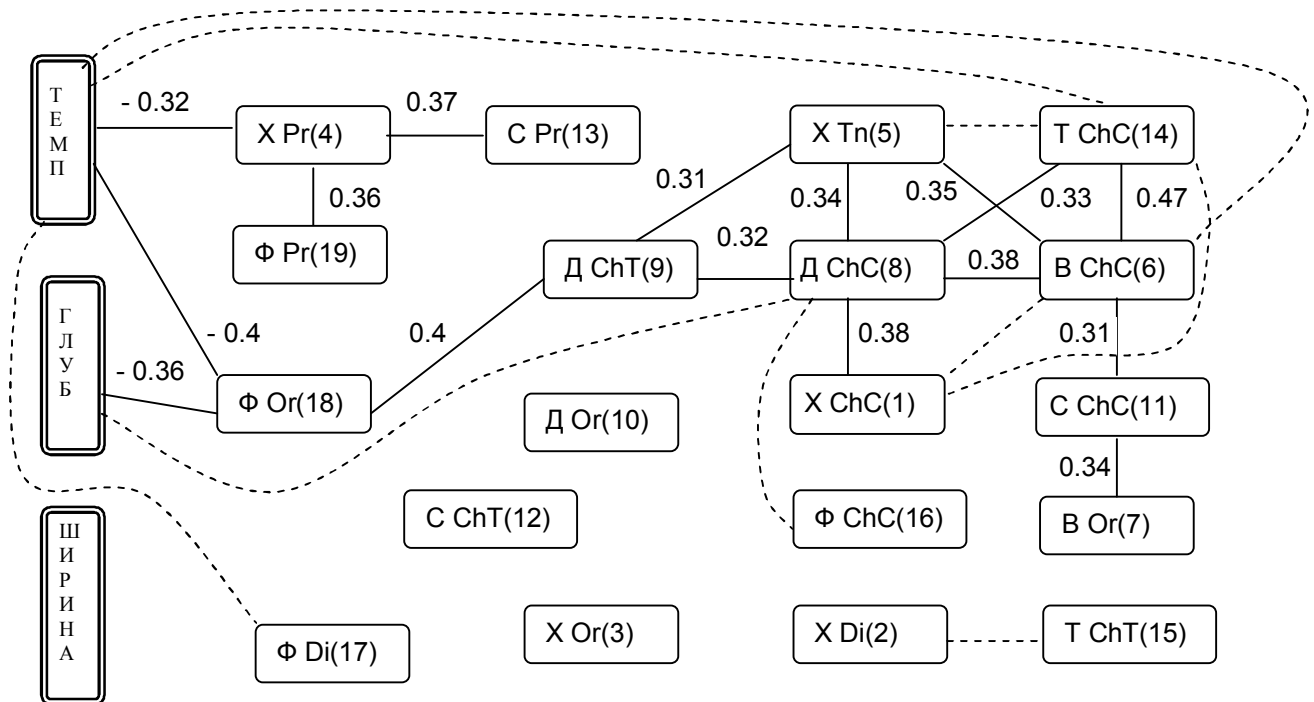 ТЕМП
- 0.32
Х Pr(4)
0.37
С Pr(13)
Х Tn(5)
Т ChC(14)
0.31
0.34
0.35
0.33
0.47
0.36
Ф Pr(19)
Д ChT(9)
0.32
Д ChC(8)
0.38
В ChC(6)
ГЛУБ
- 0.4
0.4
0.38
0.31
- 0.36
Ф Or(18)
Д Or(10)
Х ChC(1)
С ChC(11)
0.34
С ChT(12)
Ф ChC(16)
В Or(7)
ШИРИНА
Ф Di(17)
Х Or(3)
Х Di(2)
Т ChT(15)